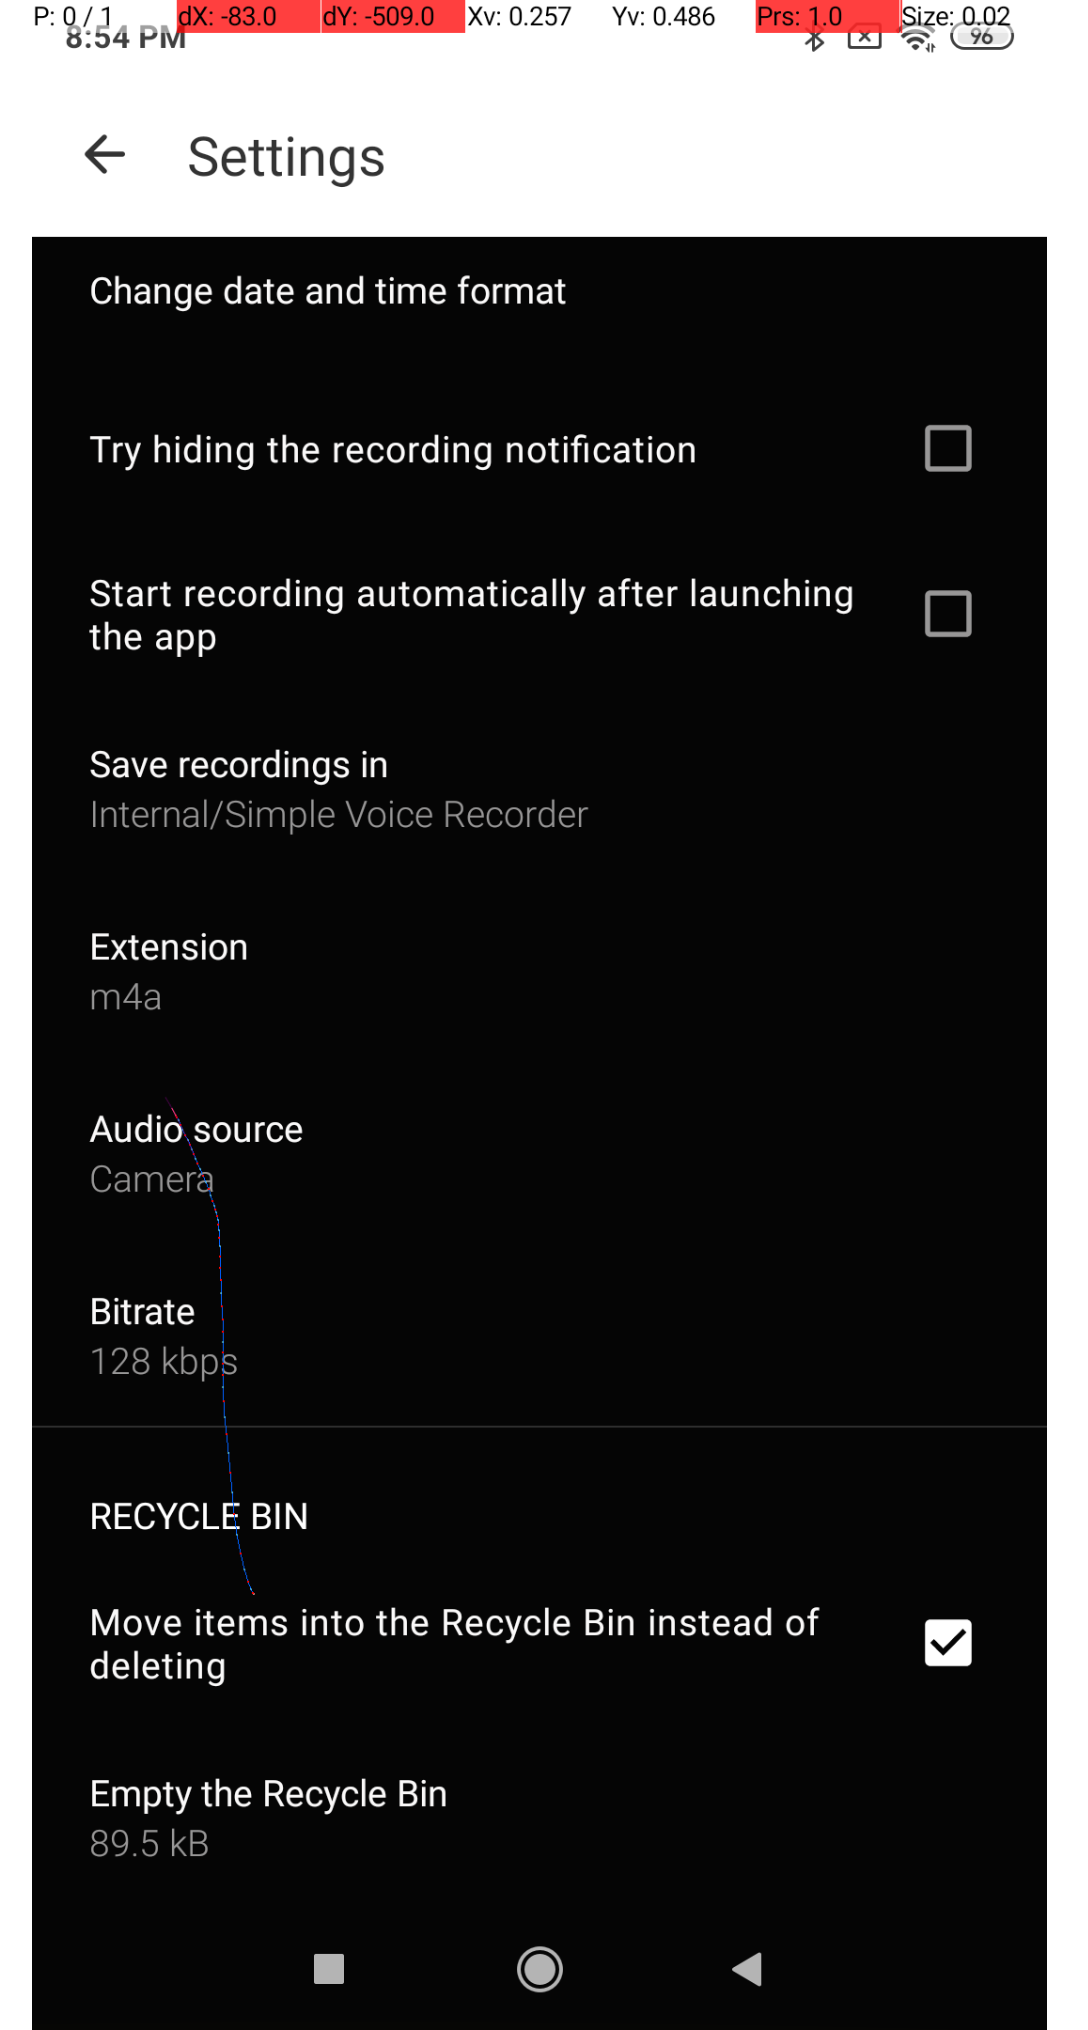 P: 0 / 1 dX: -83.0 dY: -509.0 Xv: 0.257 Yv: 0.486 Prs: 1.0 Size: 0.02
8:54 PM 96
Settings
Change date and time format
Try hiding the recording notification
Start recording automatically after launching
the app
Save recordings in
Internal/Simple Voice Recorder
Extension
m4a
Audio source
Camera
Bitrate
128 kbps
RECYCLE BIN
Move items into the Recycle Bin instead of
deleting
Empty the Recycle Bin
89.5 kB